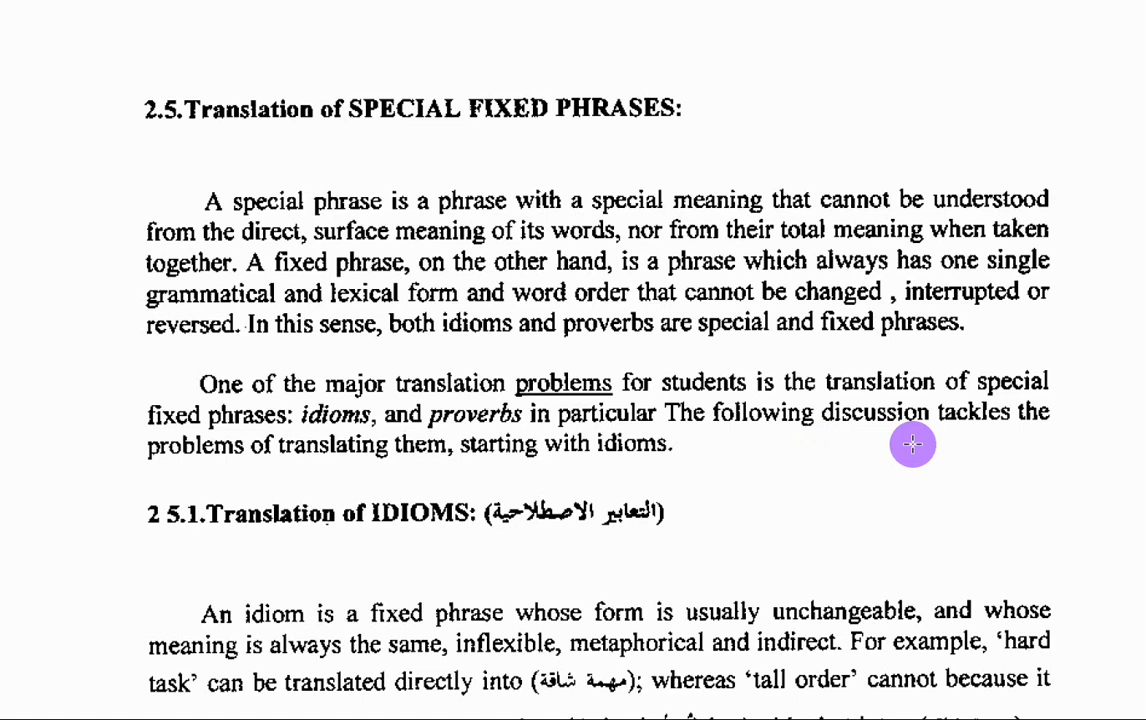 2.5.Translation of SPECIAL FIXED PHRASES:
A special phrase is a phrase with a special meaning that cannot be understood
from the direct, surface meaning of its words, nor from their total meaning when taken
together. A fixed phrase, on the other hand, is a phrase which always has one single
grammatical and lexical form and word order that cannot be changed , interrupted or
reversed. In this sense, both idioms and proverbs are special and fixed phrases.
One of the major translation problems for students is the translation of special
fixed phrases: idioms, and proverbs in particular The following discussion tackles the
problems of translating them, starting with idioms.
2 5.1.Translation of IDIOMS: (التعابير الاصطلاحية)
An idiom is a fixed phrase whose form is usually unchangeable, and whose
meaning is always the same, inflexible, metaphorical and indirect. For example, ‘hard
task’ can be translated directly into (مهمة شاقة); whereas ‘tall order’ cannot because it